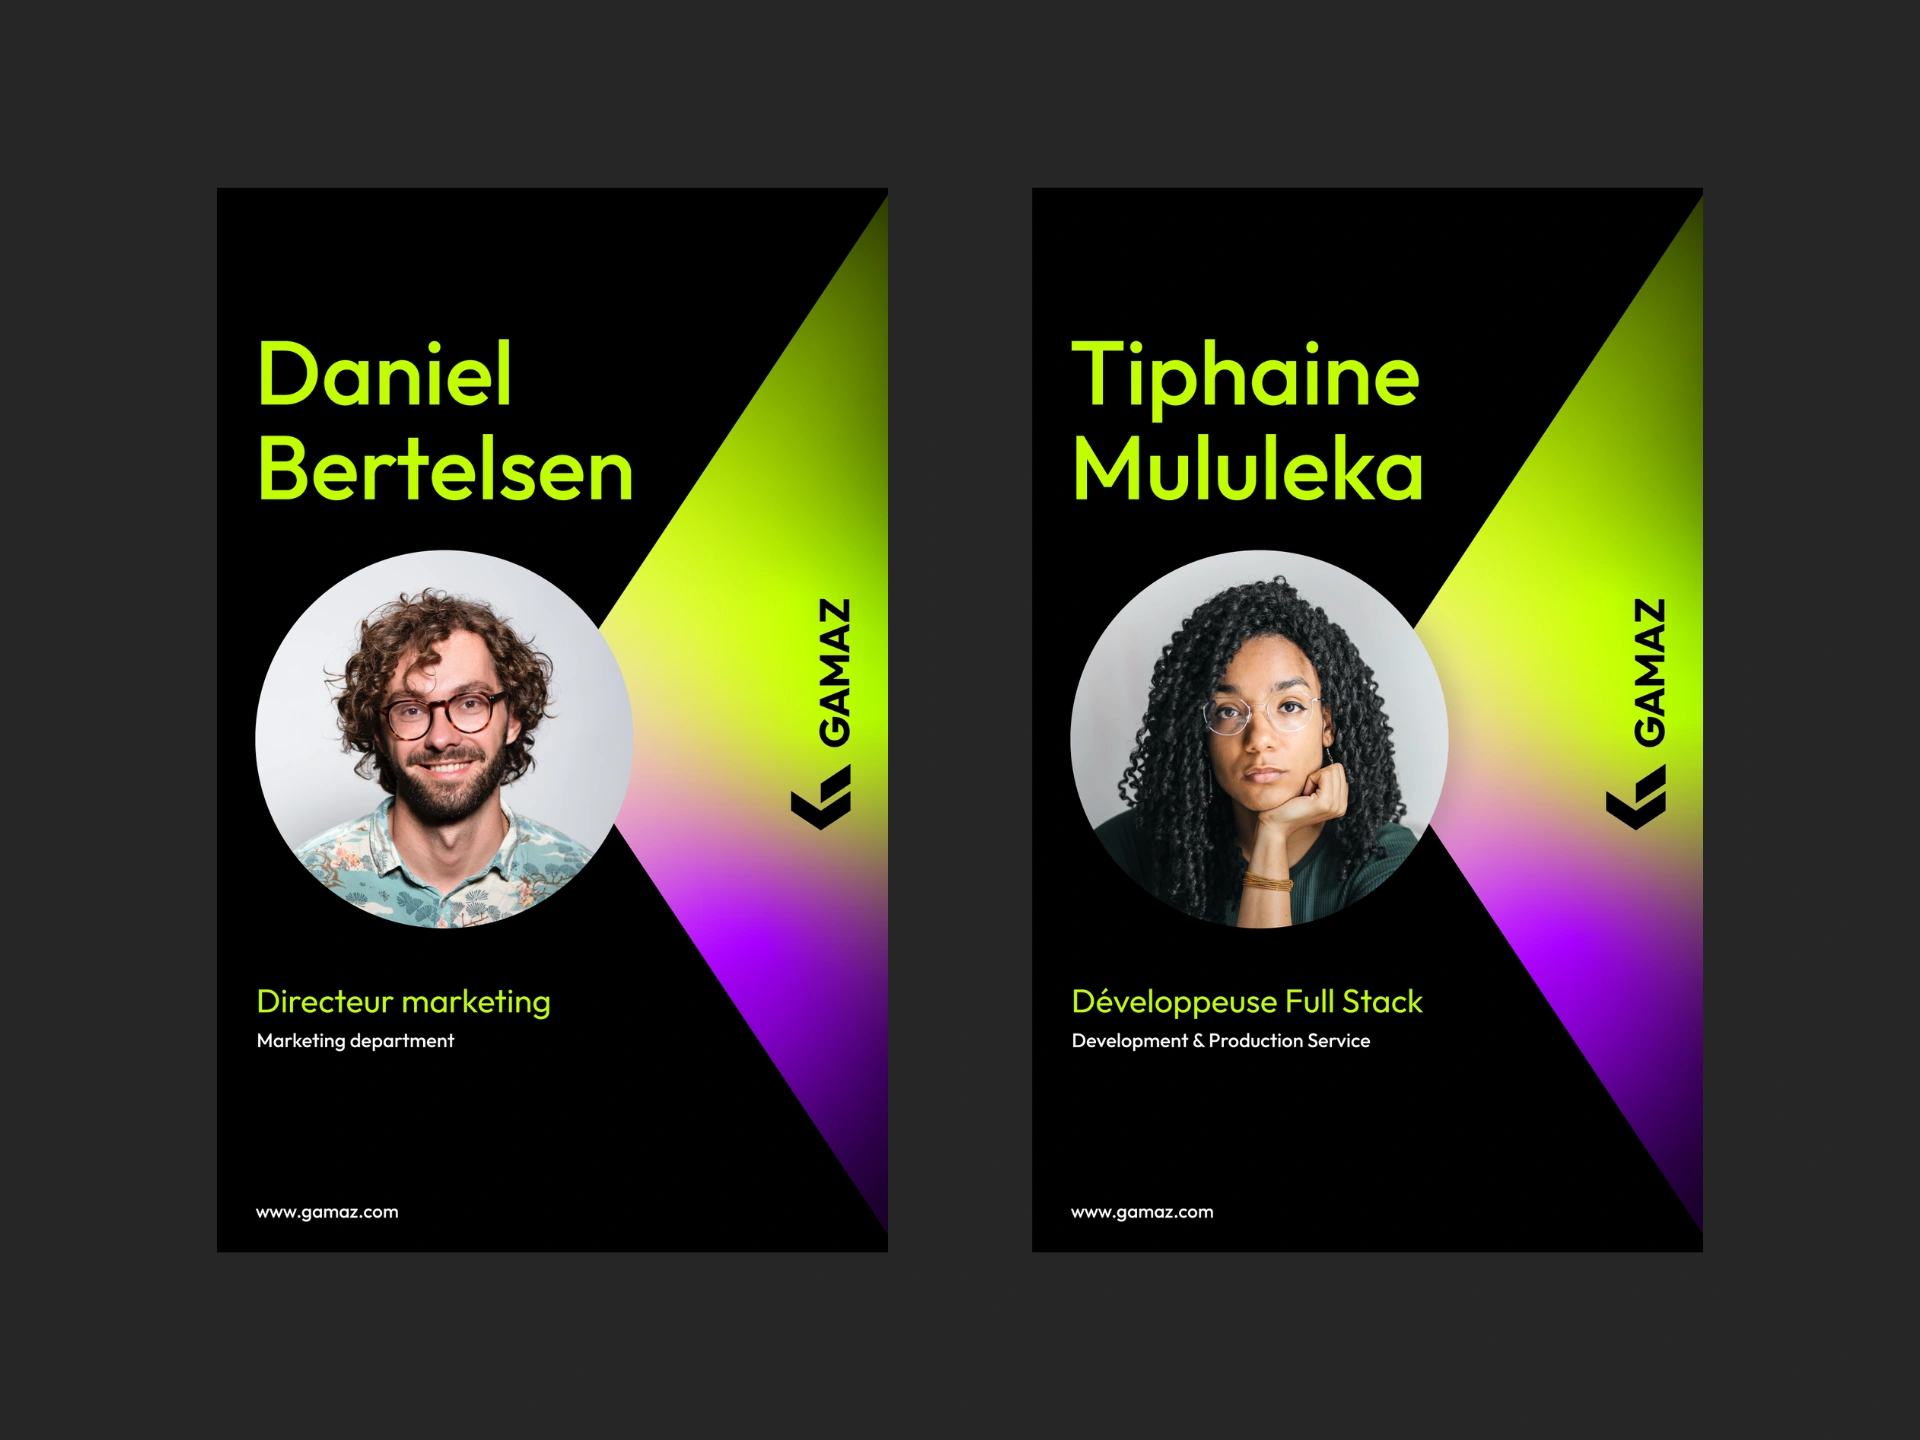 Daniel
Bertelsen
GAMAZ
Directeur marketing
Marketing department
www.gamaz.com
Tiphaine
Mululeka
GAMAZ
Développeuse Full Stack
Development & Production Service
www.gamaz.com